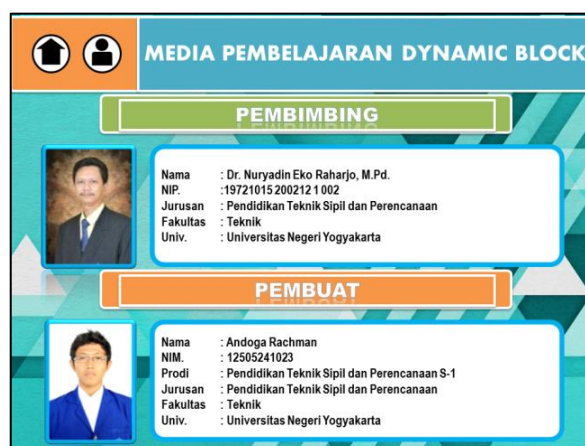 MEDIA PEMBELAJARAN DYNAMIC BLOCK
PEMBIMBING
Nama : Dr. Nuryadin Eko Raharjo, M.Pd.
NIP. :19721015 200212 1 002
Jurusan : Pendidikan Teknik Sipil dan Perencanaan
Fakultas : Teknik
Univ. : Universitas Negeri Yogyakarta
PEMBUAT
Nama : Andoga Rachman
NIM. : 12505241023
Prodi : Pendidikan Teknik Sipil dan Perencanaan S-1
Jurusan : Pendidikan Teknik Sipil dan Perencanaan
Fakultas : Teknik
Univ. : Universitas Negeri Yogyakarta